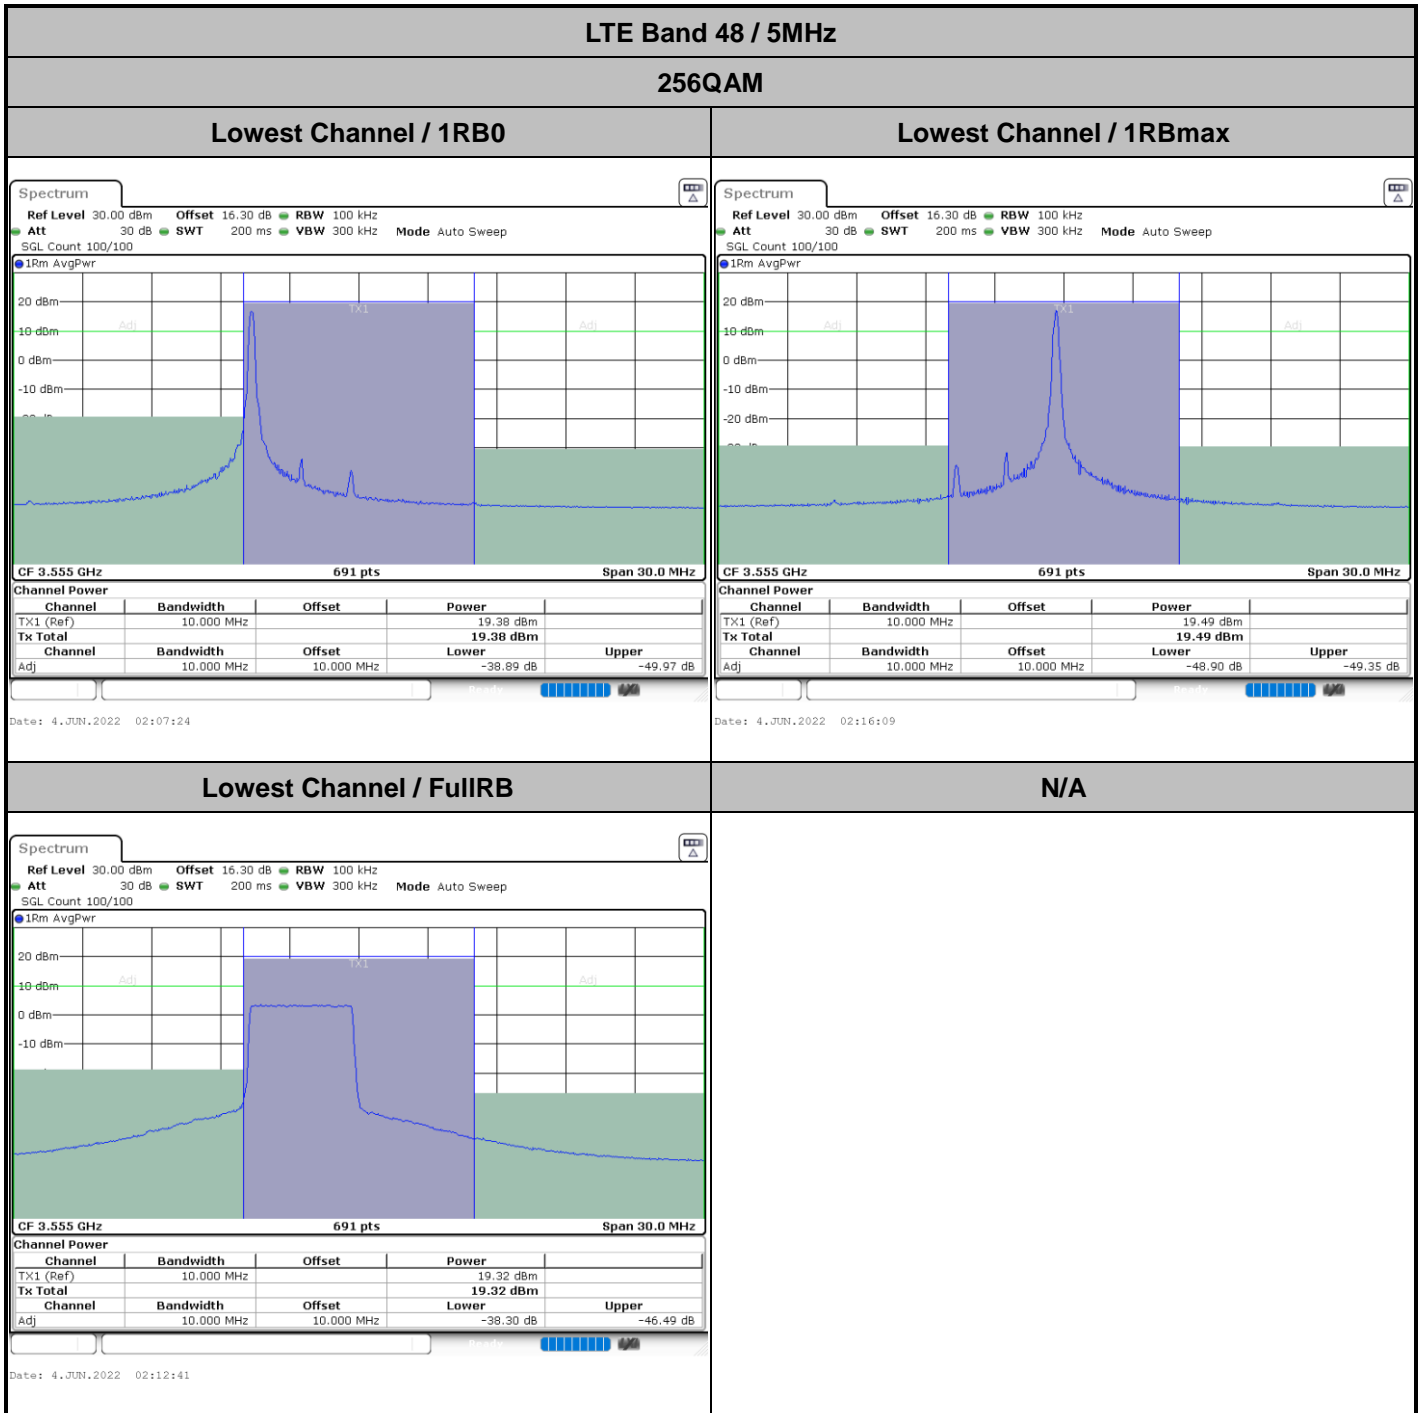 LTE Band 48 / 5MHz
256QAM
Lowest Channel / 1RB0
Lowest Channel / 1RBmax
Spectrum
Ref Level 30.00 dBm Offset 16.30 dB RBW 100 kHz
Att 30 dB SWT 200 ms VBW 300 kHz Mode Auto Sweep
SGL Count 100/100
1Rm AvgPwr
TX1
20 dBm
Adj
Adj
10 dBm
0 dBm
-10 dBm
CF 3.555 GHz 691 pts Span 30.0 MHz
Channel Power
Channel Bandwidth Offset Power
TX1 (Ref) 10.000 MHz 19.38 dBm
Tx Total 19.38 dBm
Channel Bandwidth Offset Lower Upper
Adj 10.000 MHz 10.000 MHz -38.89 dB -49.97 dB
Ready
Date: 4.JUN.2022 02:07:24
Spectrum
Ref Level 30.00 dBm Offset 16.30 dB RBW 100 kHz
Att 30 dB SWT 200 ms VBW 300 kHz Mode Auto Sweep
SGL Count 100/100
1Rm AvgPwr
TX1
20 dBm
Adj
Adj
10 dBm
0 dBm
-10 dBm
-20 dBm
CF 3.555 GHz 691 pts Span 30.0 MHz
Channel Power
Channel Bandwidth Offset Power
TX1 (Ref) 10.000 MHz 19.49 dBm
Tx Total 19.49 dBm
Channel Bandwidth Offset Lower Upper
Adj 10.000 MHz 10.000 MHz -48.90 dB -49.35 dB
Ready
Date: 4.JUN.2022 02:16:09
Lowest Channel / FullRB
N/A
Spectrum
Ref Level 30.00 dBm Offset 16.30 dB RBW 100 kHz
Att 30 dB SWT 200 ms VBW 300 kHz Mode Auto Sweep
SGL Count 100/100
1Rm AvgPwr
TX1
20 dBm
Adj
Adj
10 dBm
0 dBm
-10 dBm
CF 3.555 GHz 691 pts Span 30.0 MHz
Channel Power
Channel Bandwidth Offset Power
TX1 (Ref) 10.000 MHz 19.32 dBm
Tx Total 19.32 dBm
Channel Bandwidth Offset Lower Upper
Adj 10.000 MHz 10.000 MHz -38.30 dB -46.49 dB
Ready
Date: 4.JUN.2022 02:12:41